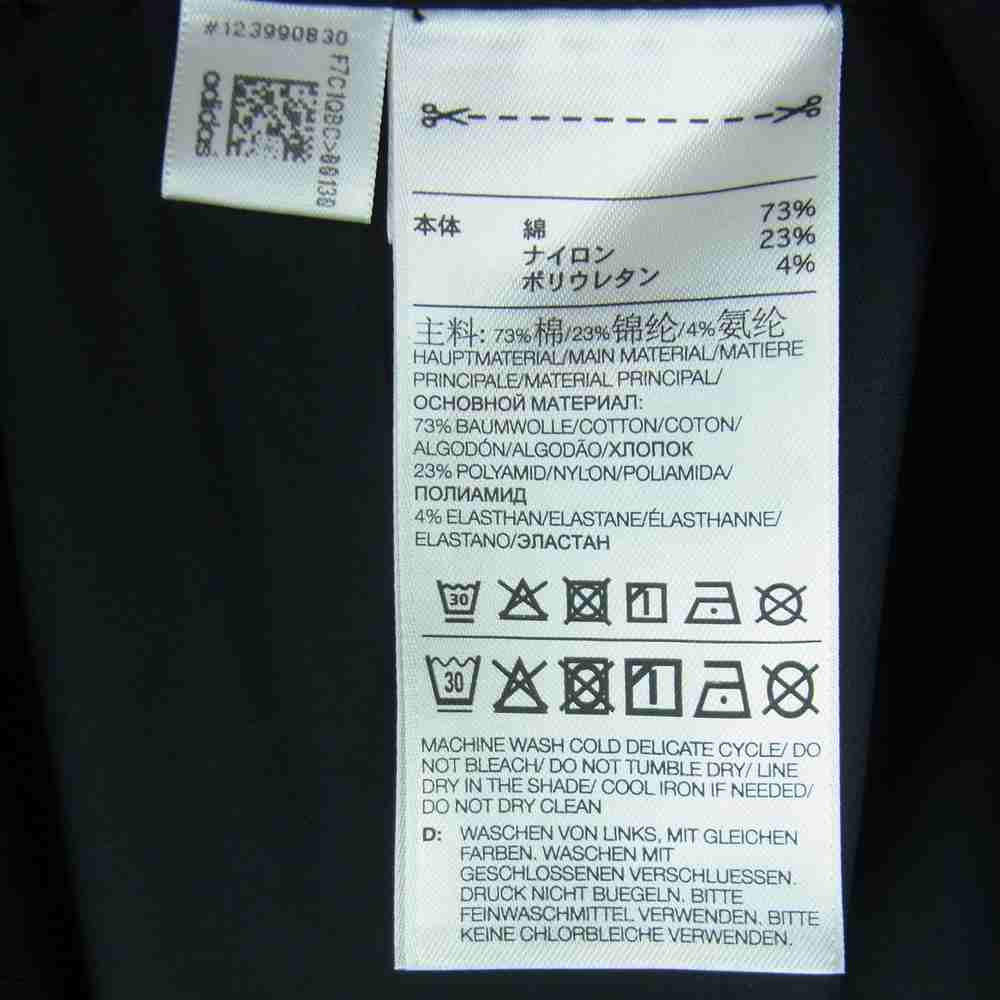 #123990B30
F7C1QBC>00130
adidas
本体 綿 73%
ナイロン 23%
ポリウレタン 4%
主料: 73%棉/23%锦纶/4%氨纶
HAUPTMATERIAL/MAIN MATERIAL/MATIERE
PRINCIPALE/MATERIAL PRINCIPAL/
ОСНОВНОЙ МАТЕРИАЛ:
73% BAUMWOLLE/COTTON/COTON/
ALGODÓN/ALGODÃO/ХЛОПОК
23% POLYAMID/NYLON/POLIAMIDA/
ПОЛИАМИД
4% ELASTHAN/ELASTANE/ÉLASTHANNE/
ELASTANO/ЭЛАСТАН
30
30
MACHINE WASH COLD DELICATE CYCLE/ DO
NOT BLEACH/ DO NOT TUMBLE DRY/ LINE
DRY IN THE SHADE/ COOL IRON IF NEEDED/
DO NOT DRY CLEAN
D: WASCHEN VON LINKS, MIT GLEICHEN
FARBEN. WASCHEN MIT
GESCHLOSSENEN VERSCHLUESSEN.
DRUCK NICHT BUEGELN. BITTE
FEINWASCHMITTEL VERWENDEN. BITTE
KEINE CHLORBLEICHE VERWENDEN.